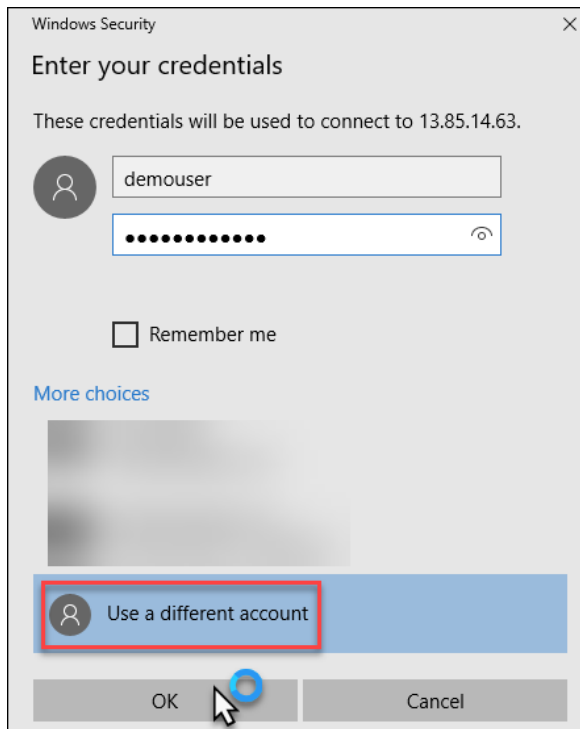 Windows Security
Enter your credentials
These credentials will be used to connect to 13.85.14.63.
demouser
●●●●●●●●●●●●
Remember me
More choices
Use a different account
OK
Cancel